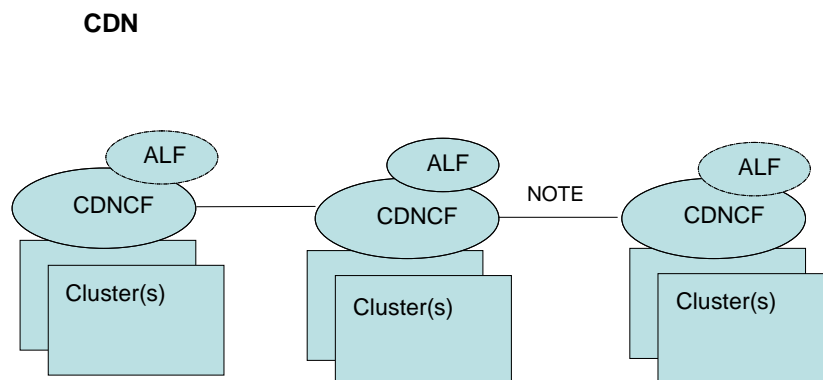 CDN
ALF
ALF
ALF
CDNCF
CDNCF
NOTE
CDNCF
Cluster(s)
Cluster(s)
Cluster(s)